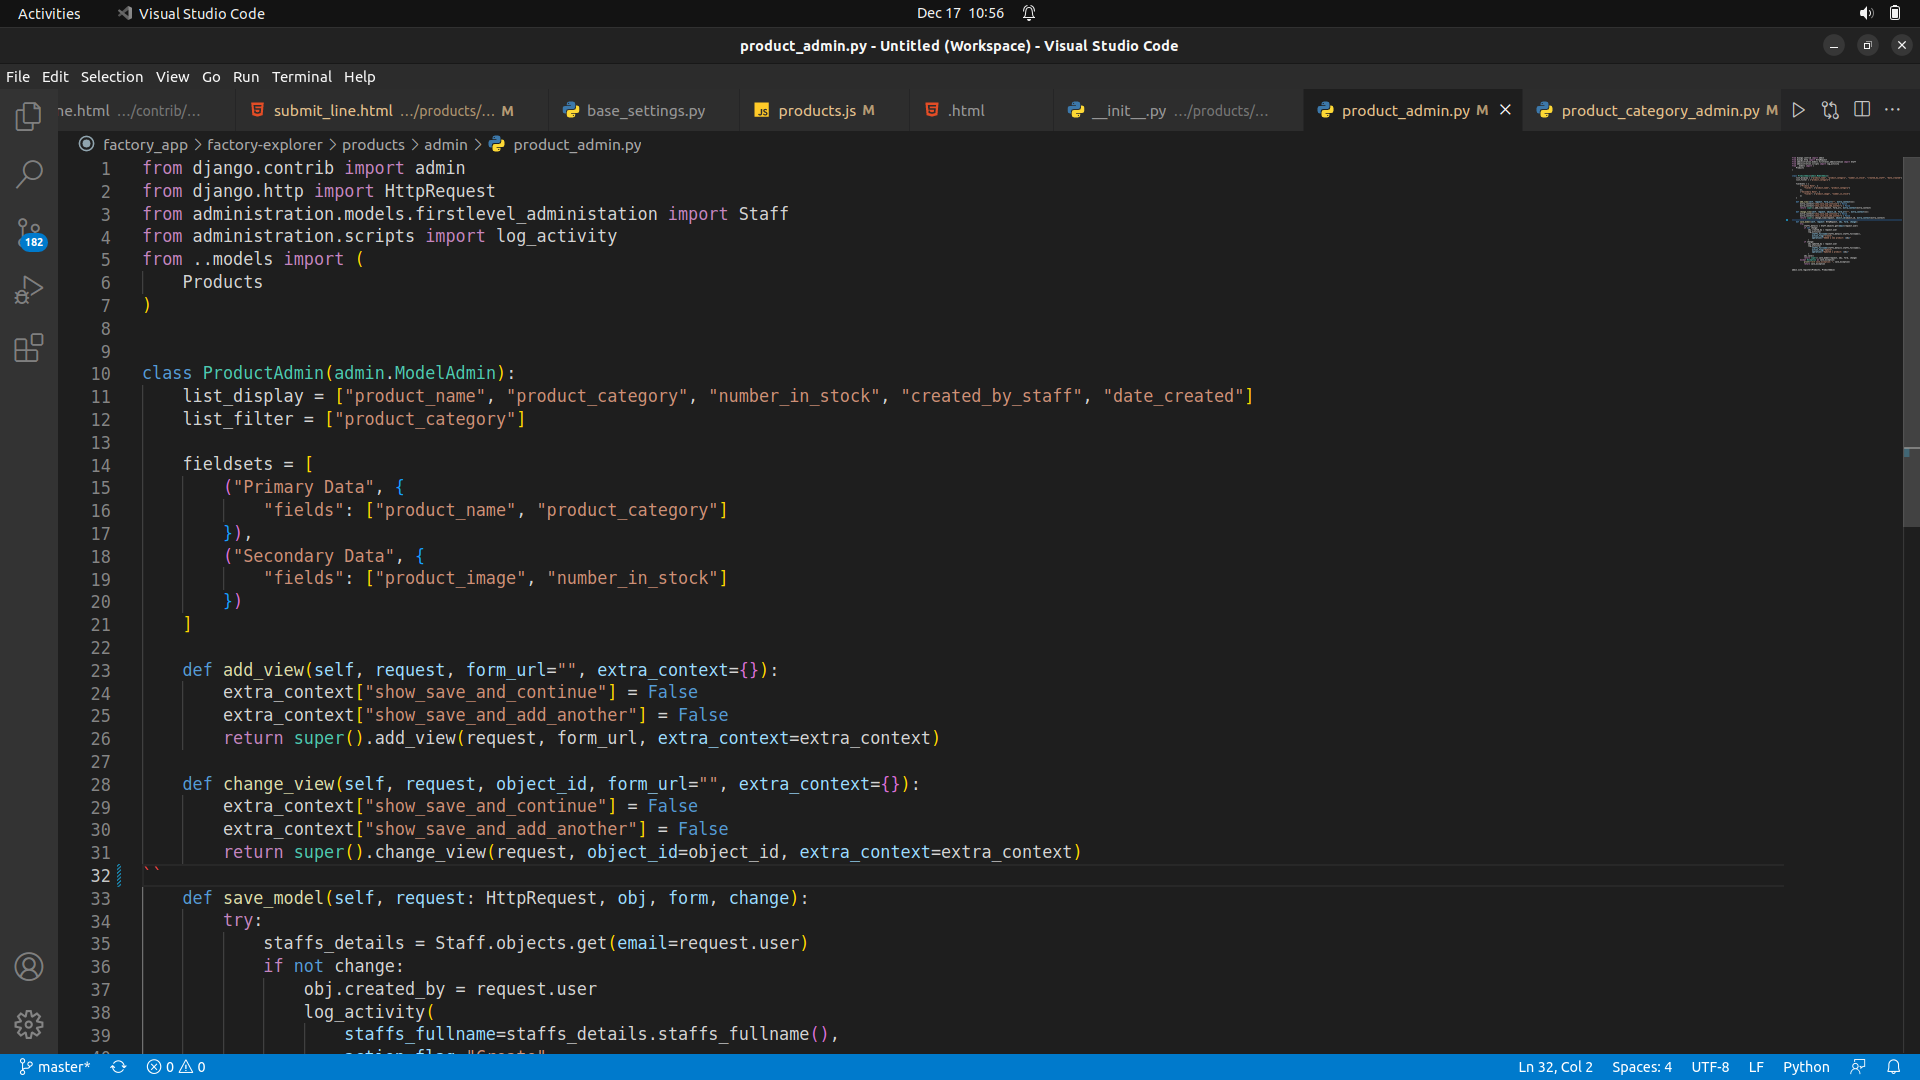 Activities Visual Studio Code Dec 17 10:56
product_admin.py - Untitled (Workspace) - Visual Studio Code
File Edit Selection View Go Run Terminal Help
ne.html .../contrib/... submit_line.html .../products/... M base_settings.py products.js M .html __init__.py .../products/... product_admin.py M product_category_admin.py M
factory_app > factory-explorer > products > admin > product_admin.py
1 from django.contrib import admin
2 from django.http import HttpRequest
3 from administration.models.firstlevel_administation import Staff
4 from administration.scripts import log_activity
5 from ..models import (
6 Products
7 )
8
9
10 class ProductAdmin(admin.ModelAdmin):
11 list_display = ["product_name", "product_category", "number_in_stock", "created_by_staff", "date_created"]
12 list_filter = ["product_category"]
13
14 fieldsets = [
15 ("Primary Data", {
16 "fields": ["product_name", "product_category"]
17 }),
18 ("Secondary Data", {
19 "fields": ["product_image", "number_in_stock"]
20 })
21 ]
22
23 def add_view(self, request, form_url="", extra_context={}):
24 extra_context["show_save_and_continue"] = False
25 extra_context["show_save_and_add_another"] = False
26 return super().add_view(request, form_url, extra_context=extra_context)
27
28 def change_view(self, request, object_id, form_url="", extra_context={}):
29 extra_context["show_save_and_continue"] = False
30 extra_context["show_save_and_add_another"] = False
31 return super().change_view(request, object_id=object_id, extra_context=extra_context)
32 ``
33 def save_model(self, request: HttpRequest, obj, form, change):
34 try:
35 staffs_details = Staff.objects.get(email=request.user)
36 if not change:
37 obj.created_by = request.user
38 log_activity(
39 staffs_fullname=staffs_details.staffs_fullname(),
182
master* 0 0 Ln 32, Col 2 Spaces: 4 UTF-8 LF Python